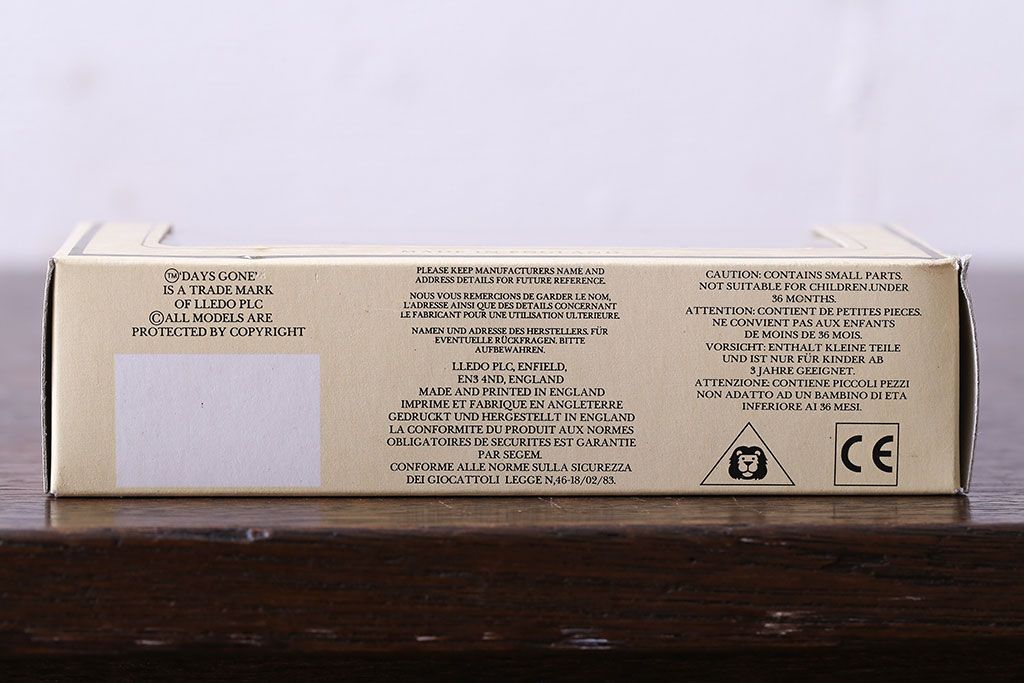 MADE IN ENGLAND
™'DAYS GONE'
IS A TRADE MARK
OF LLEDO PLC
©ALL MODELS ARE
PROTECTED BY COPYRIGHT
PLEASE KEEP MANUFACTURERS NAME AND
ADDRESS DETAILS FOR FUTURE REFERENCE.
NOUS VOUS REMERCIONS DE GARDER LE NOM,
L'ADRESSE AINSI QUE DES DETAILS CONCERNANT
LE FABRICANT POUR UNE UTILISATION ULTERIEURE.
NAMEN UND ADRESSE DES HERSTELLERS. FÜR
EVENTUELLE RÜCKFRAGEN. BITTE
AUFBEWAHREN.
LLEDO PLC, ENFIELD,
EN3 4ND, ENGLAND
MADE AND PRINTED IN ENGLAND
IMPRIME ET FABRIQUE EN ANGLETERRE
GEDRUCKT UND HERGESTELLT IN ENGLAND
LA CONFORMITE DU PRODUIT AUX NORMES
OBLIGATOIRES DE SECURITES EST GARANTIE
PAR SEGEM.
CONFORME ALLE NORME SULLA SICUREZZA
DEI GIOCATTOLI LEGGE N,46-18/02/83.
CAUTION: CONTAINS SMALL PARTS.
NOT SUITABLE FOR CHILDREN.UNDER
36 MONTHS.
ATTENTION: CONTIENT DE PETITES PIECES.
NE CONVIENT PAS AUX ENFANTS
DE MOINS DE 36 MOIS.
VORSICHT: ENTHALT KLEINE TEILE
UND IST NUR FÜR KINDER AB
3 JAHRE GEEIGNET.
ATTENZIONE: CONTIENE PICCOLI PEZZI
NON ADATTO AD UN BAMBINO DI ETA
INFERIORE AI 36 MESI.
CE